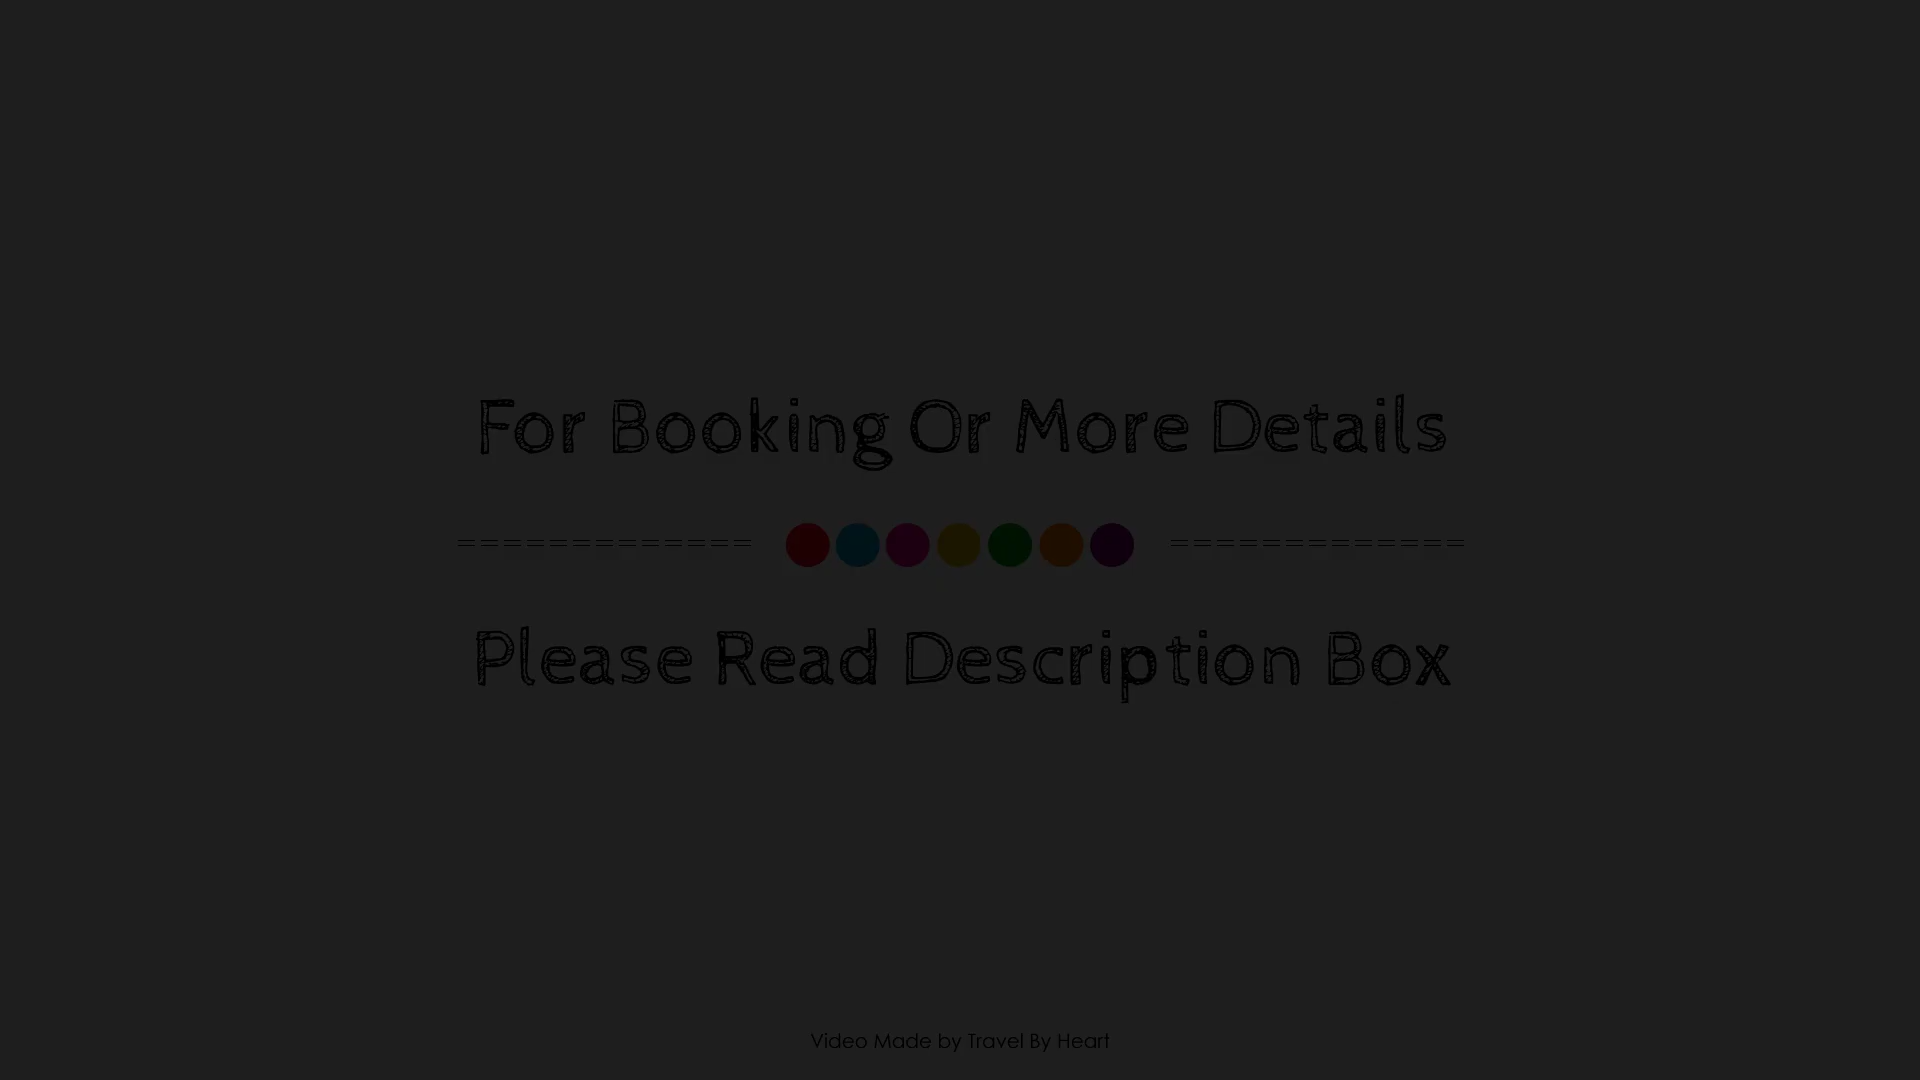 For Booking Or More Details
============= =============
Please Read Description Box
Video Made by Travel By Heart